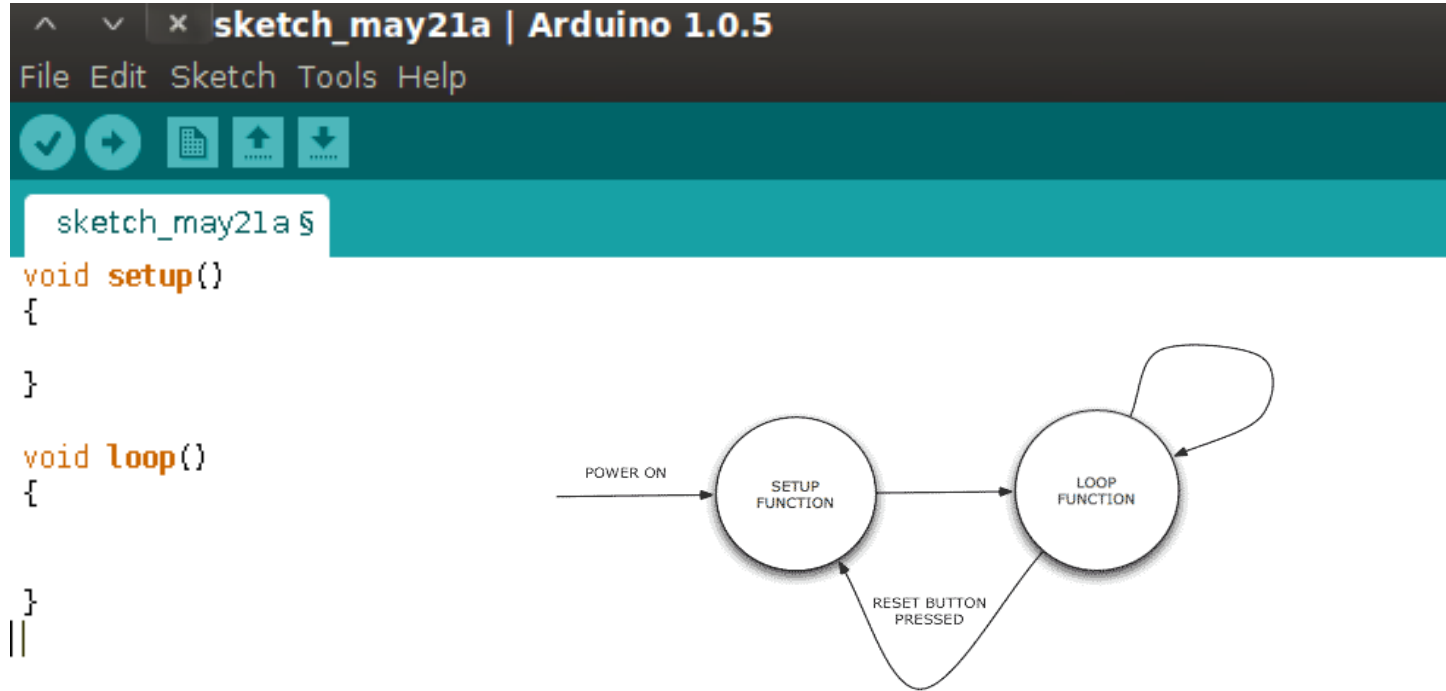 sketch_may21a | Arduino 1.0.5
File Edit Sketch Tools Help
sketch_may21a §
void setup()
{
}
void loop()
{
}
POWER ON
SETUP
FUNCTION
LOOP
FUNCTION
RESET BUTTON
PRESSED